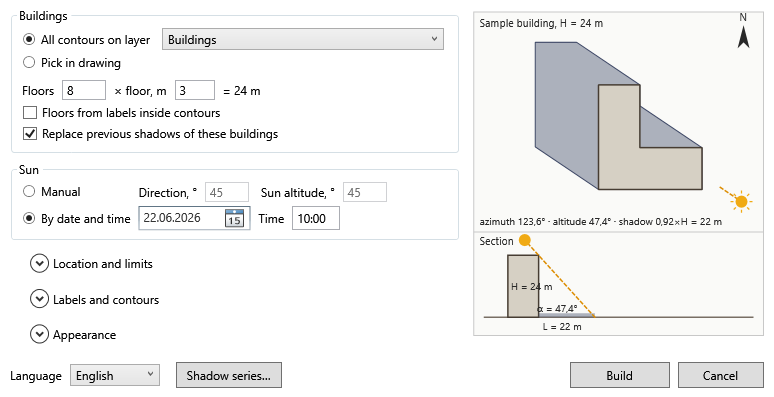 Buildings
All contours on layer
Buildings
Pick in drawing
Floors 8 × floor, m 3 = 24 m
Floors from labels inside contours
Replace previous shadows of these buildings
Sun
Manual Direction, ° 45 Sun altitude, ° 45
By date and time 22.06.2026 15 Time 10:00
Location and limits
Labels and contours
Appearance
Language English Shadow series...
Sample building, H = 24 m
N
azimuth 123,6° · altitude 47,4° · shadow 0,92×H = 22 m
Section
H = 24 m
α = 47,4°
L = 22 m
Build Cancel